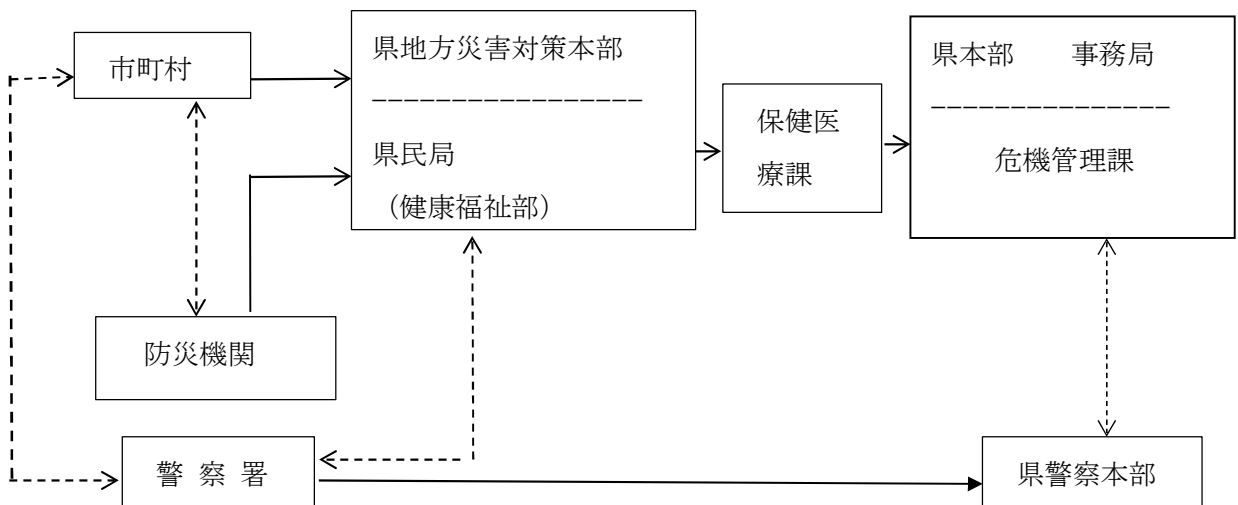 市町村
県地方災害対策本部
県民局
（健康福祉部）
保健医
療課
県本部　　事務局
危機管理課
防災機関
警 察 署
県警察本部